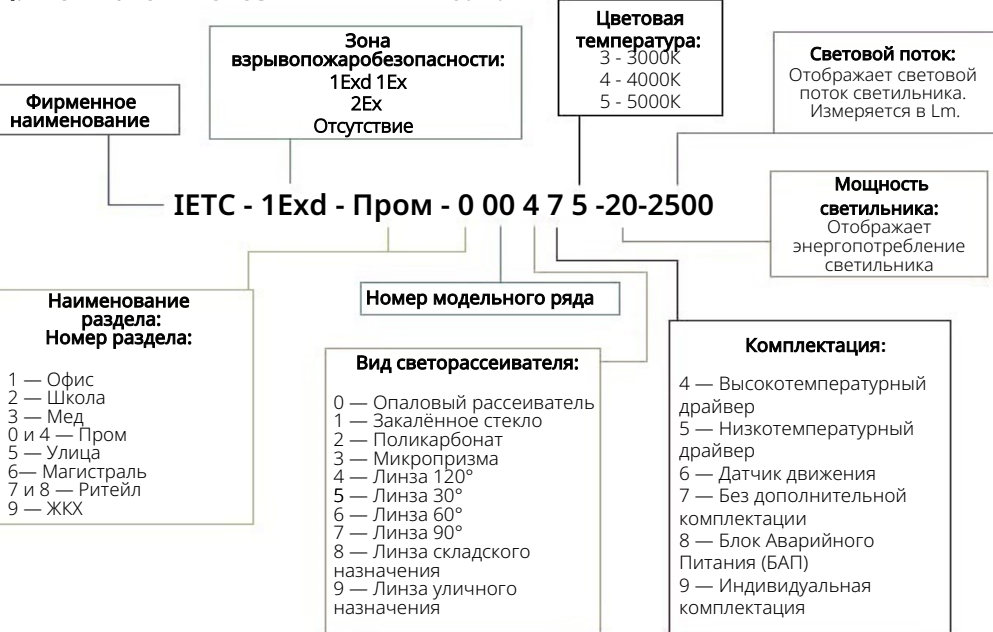 Цветовая
температура:
3 - 3000К
4 - 4000К
5 - 5000К
Зона
взрывопожаробезопасности:
1Exd 1Ex
2Ex
Отсутствие
Световой поток:
Отображает световой
поток светильника.
Измеряется в Lm.
Фирменное
наименование
IETC - 1Exd - Пром - 0 00 4 7 5 -20-2500
Мощность
светильника:
Отображает
энергопотребление
светильника
Наименование
раздела:
Номер раздела:
1 — Офис
2 — Школа
3 — Мед
0 и 4 — Пром
5 — Улица
6— Магистраль
7 и 8 — Ритейл
9 — ЖКХ
Номер модельного ряда
Вид светорассеивателя:
0 — Опаловый рассеиватель
1 — Закалённое стекло
2 — Поликарбонат
3 — Микропризма
4 — Линза 120°
5 — Линза 30°
6 — Линза 60°
7 — Линза 90°
8 — Линза складского
назначения
9 — Линза уличного
назначения
Комплектация:
4 — Высокотемпературный
драйвер
5 — Низкотемпературный
драйвер
6 — Датчик движения
7 — Без дополнительной
комплектации
8 — Блок Аварийного
Питания (БАП)
9 — Индивидуальная
комплектация